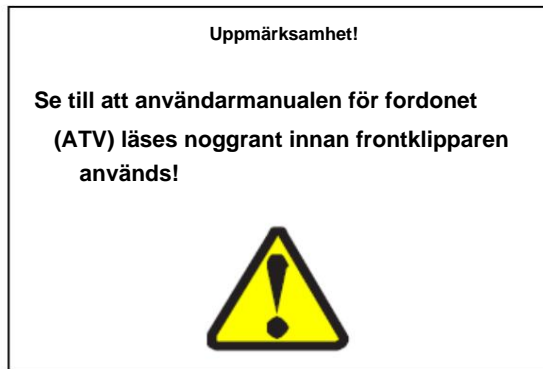 Uppmärksamhet!
Se till att användarmanualen för fordonet
(ATV) läses noggrant innan frontklipparen
används!